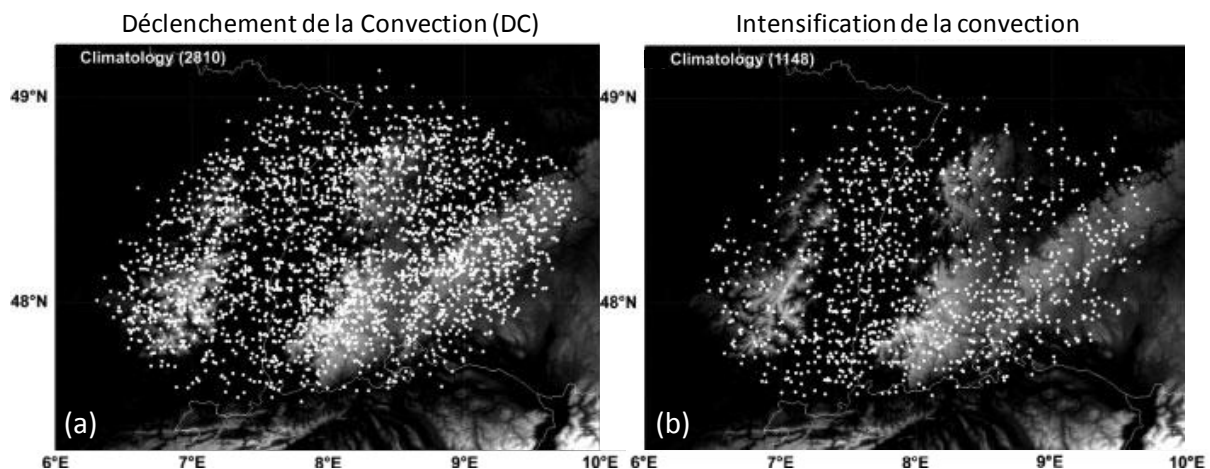 Déclenchement de la Convection (DC)
Intensification de la convection
Climatology (2810)
Climatology (1148)
49°N
49°N
48°N
48°N
(a)
(b)
6°E 7°E 8°E 9°E 10°E
6°E 7°E 8°E 9°E 10°E